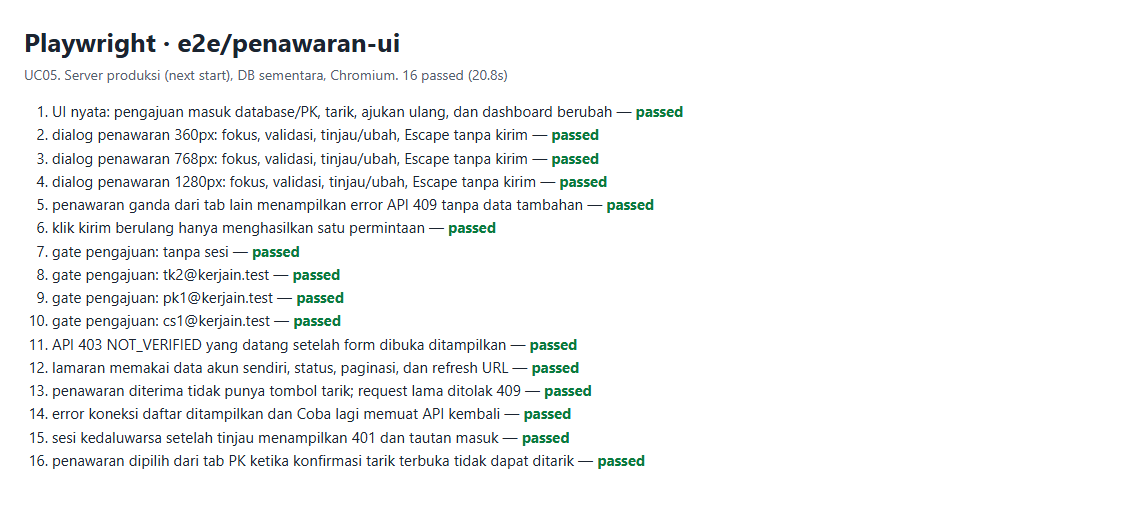 Playwright · e2e/penawaran-ui
UC05. Server produksi (next start), DB sementara, Chromium. 16 passed (20.8s)
1. UI nyata: pengajuan masuk database/PK, tarik, ajukan ulang, dan dashboard berubah — passed
2. dialog penawaran 360px: fokus, validasi, tinjau/ubah, Escape tanpa kirim — passed
3. dialog penawaran 768px: fokus, validasi, tinjau/ubah, Escape tanpa kirim — passed
4. dialog penawaran 1280px: fokus, validasi, tinjau/ubah, Escape tanpa kirim — passed
5. penawaran ganda dari tab lain menampilkan error API 409 tanpa data tambahan — passed
6. klik kirim berulang hanya menghasilkan satu permintaan — passed
7. gate pengajuan: tanpa sesi — passed
8. gate pengajuan: tk2@kerjain.test — passed
9. gate pengajuan: pk1@kerjain.test — passed
10. gate pengajuan: cs1@kerjain.test — passed
11. API 403 NOT_VERIFIED yang datang setelah form dibuka ditampilkan — passed
12. lamaran memakai data akun sendiri, status, paginasi, dan refresh URL — passed
13. penawaran diterima tidak punya tombol tarik; request lama ditolak 409 — passed
14. error koneksi daftar ditampilkan dan Coba lagi memuat API kembali — passed
15. sesi kedaluwarsa setelah tinjau menampilkan 401 dan tautan masuk — passed
16. penawaran dipilih dari tab PK ketika konfirmasi tarik terbuka tidak dapat ditarik — passed